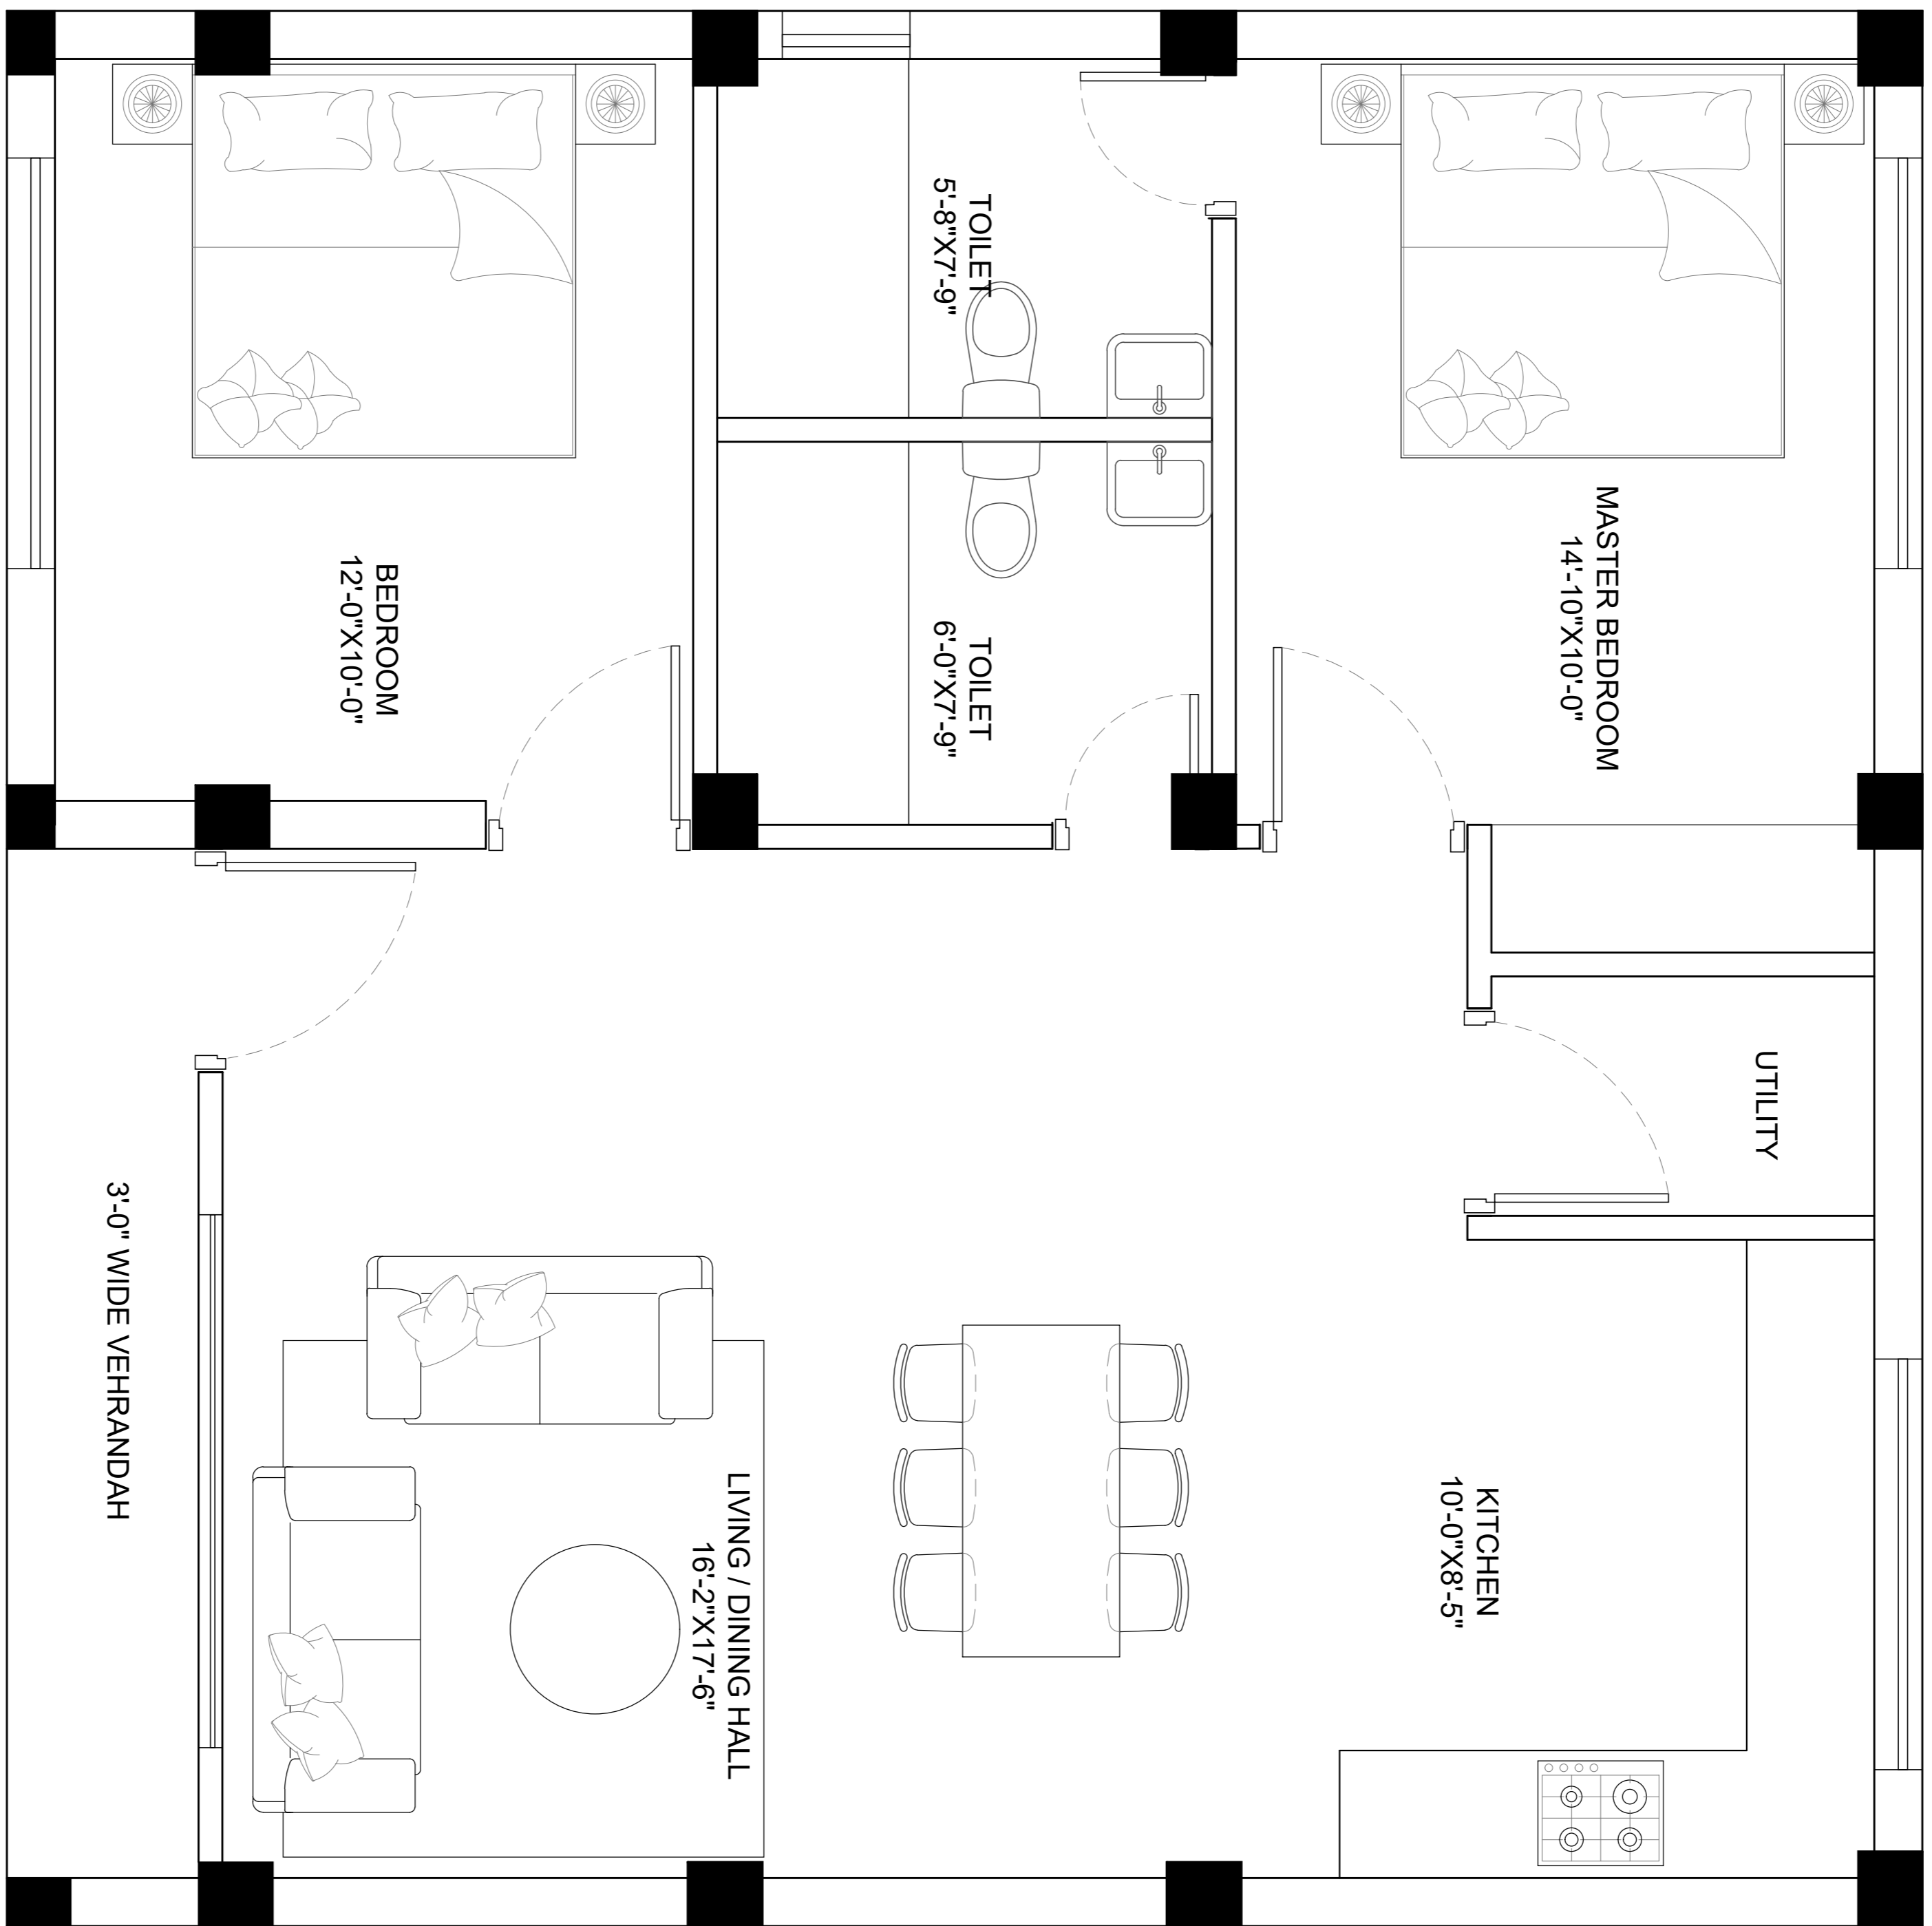 TOILET
5'-8"X7'-9"
MASTER BEDROOM
14'-10"X10'-0"
BEDROOM
12'-0"X10'-0"
TOILET
6'-0"X7'-9"
UTILITY
3'-0" WIDE VEHRANDAH
LIVING / DINING HALL
16'-2"X17'-6"
KITCHEN
10'-0"X8'-5"